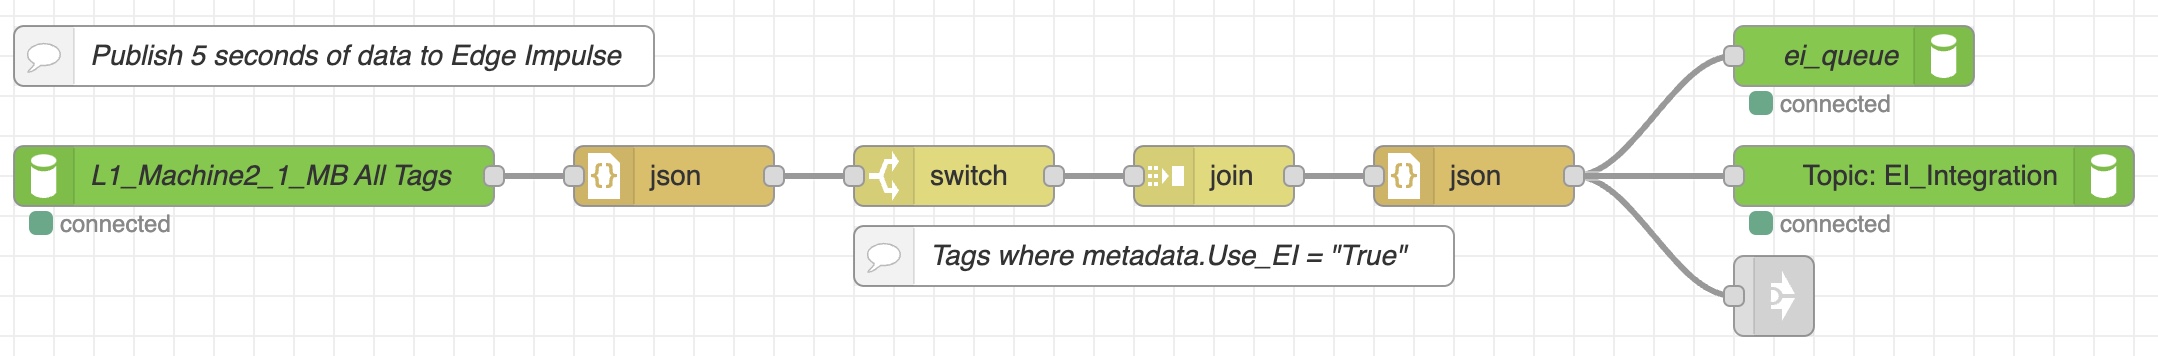 Publish 5 seconds of data to Edge Impulse
ei_queue
connected
L1_Machine2_1_MB All Tags
json
switch
join
json
Topic: EI_Integration
connected
connected
Tags where metadata.Use_EI = "True"